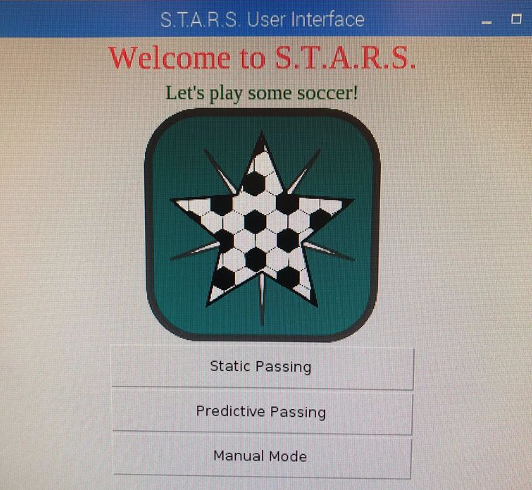 S.T.A.R.S. User Interface
Welcome to S.T.A.R.S.
Let's play some soccer!
Static Passing
Predictive Passing
Manual Mode